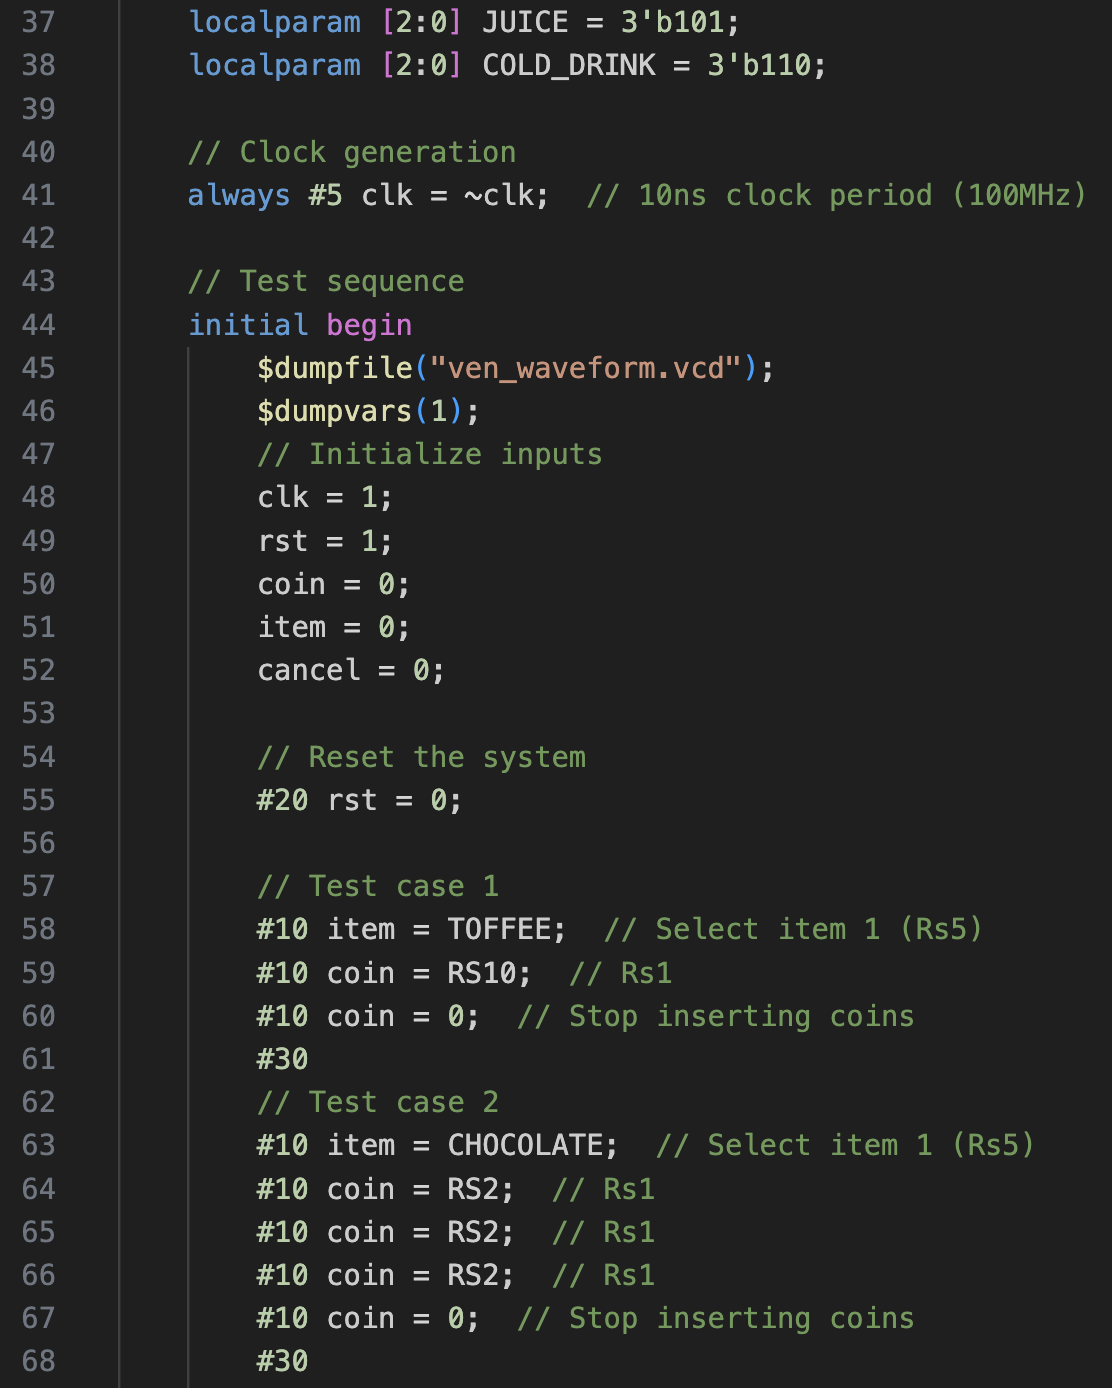 37 localparam [2:0] JUICE = 3'b101;
38 localparam [2:0] COLD_DRINK = 3'b110;
39
40 // Clock generation
41 always #5 clk = ~clk;  // 10ns clock period (100MHz)
42
43 // Test sequence
44 initial begin
45     $dumpfile("ven_waveform.vcd");
46     $dumpvars(1);
47     // Initialize inputs
48     clk = 1;
49     rst = 1;
50     coin = 0;
51     item = 0;
52     cancel = 0;
53
54     // Reset the system
55     #20 rst = 0;
56
57     // Test case 1
58     #10 item = TOFFEE;  // Select item 1 (Rs5)
59     #10 coin = RS10;  // Rs1
60     #10 coin = 0;  // Stop inserting coins
61     #30
62     // Test case 2
63     #10 item = CHOCOLATE;  // Select item 1 (Rs5)
64     #10 coin = RS2;  // Rs1
65     #10 coin = RS2;  // Rs1
66     #10 coin = RS2;  // Rs1
67     #10 coin = 0;  // Stop inserting coins
68     #30